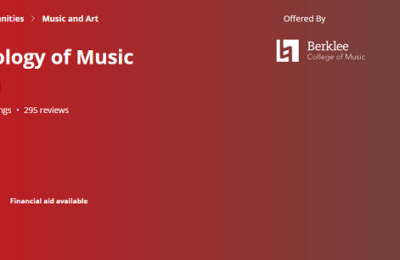 nities > Music and Art
Offered By
ology of Music
Berklee
College of Music
ngs • 295 reviews
Financial aid available